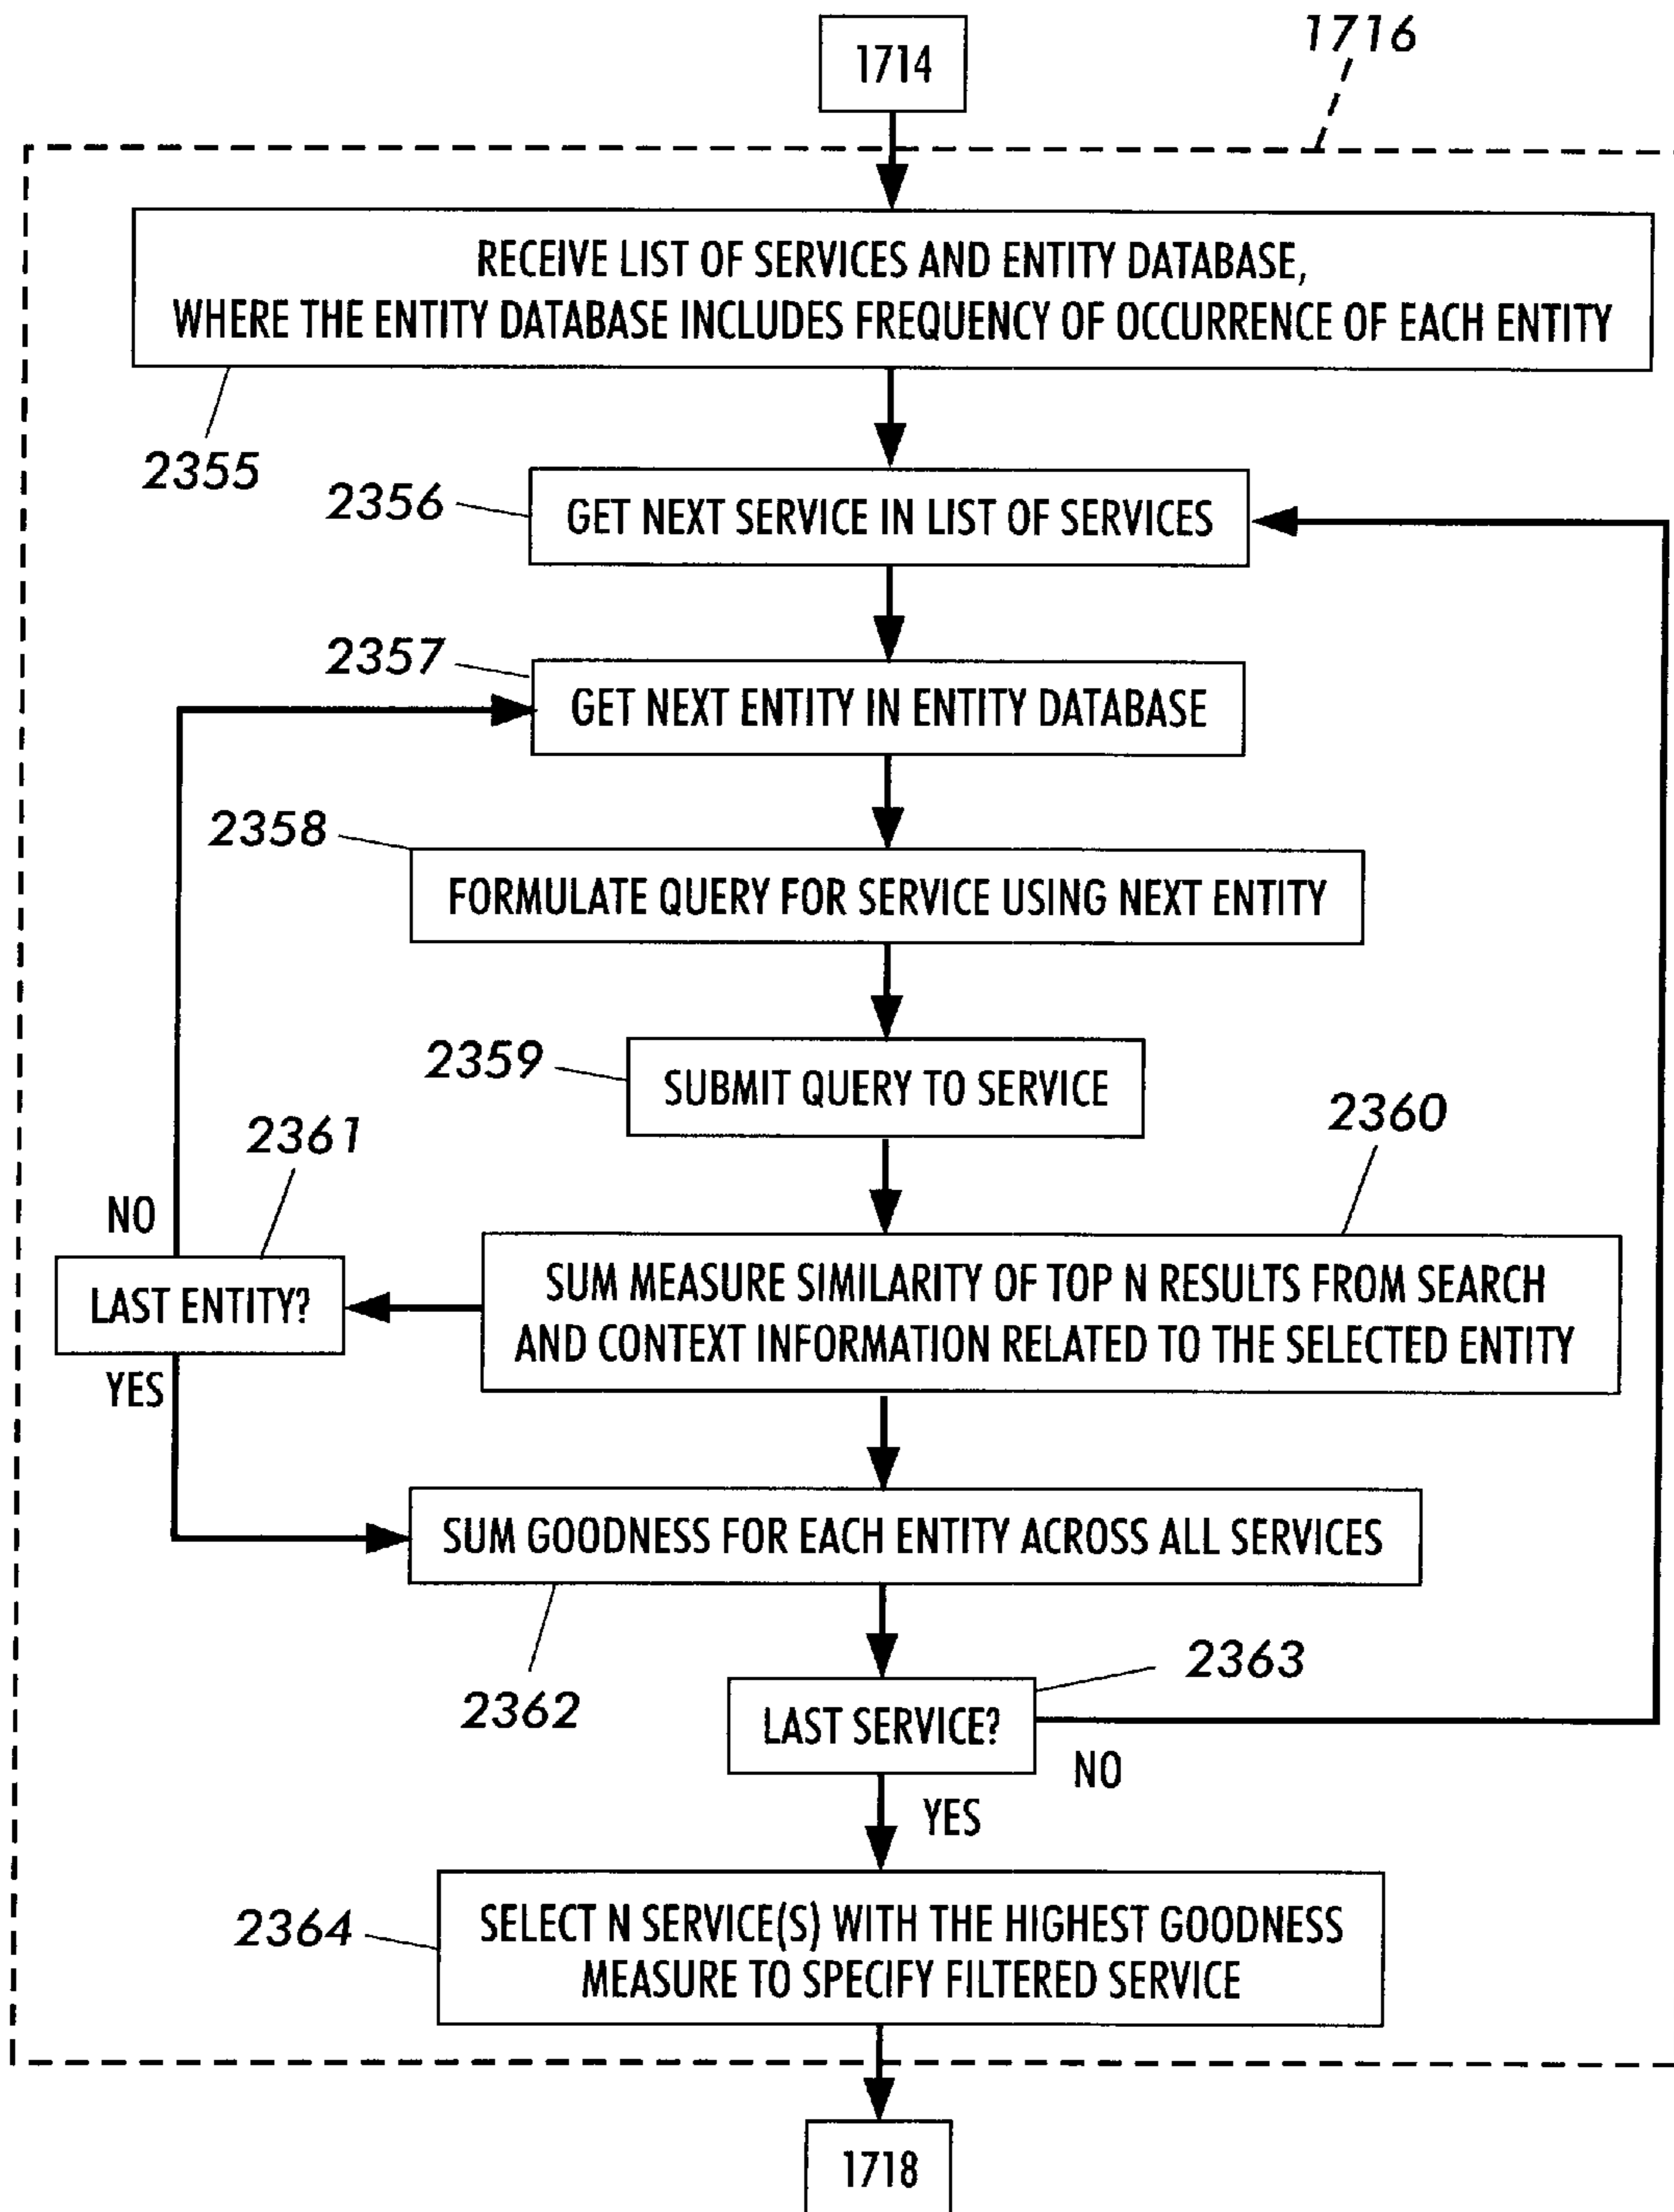 1714
1716
RECEIVE LIST OF SERVICES AND ENTITY DATABASE,
WHERE THE ENTITY DATABASE INCLUDES FREQUENCY OF OCCURRENCE OF EACH ENTITY
2355
2356
GET NEXT SERVICE IN LIST OF SERVICES
2357
GET NEXT ENTITY IN ENTITY DATABASE
2358
FORMULATE QUERY FOR SERVICE USING NEXT ENTITY
2359
SUBMIT QUERY TO SERVICE
2360
2361
NO
LAST ENTITY?
YES
SUM MEASURE SIMILARITY OF TOP N RESULTS FROM SEARCH
AND CONTEXT INFORMATION RELATED TO THE SELECTED ENTITY
SUM GOODNESS FOR EACH ENTITY ACROSS ALL SERVICES
2362
2363
LAST SERVICE?
NO
YES
2364
SELECT N SERVICE(S) WITH THE HIGHEST GOODNESS
MEASURE TO SPECIFY FILTERED SERVICE
1718